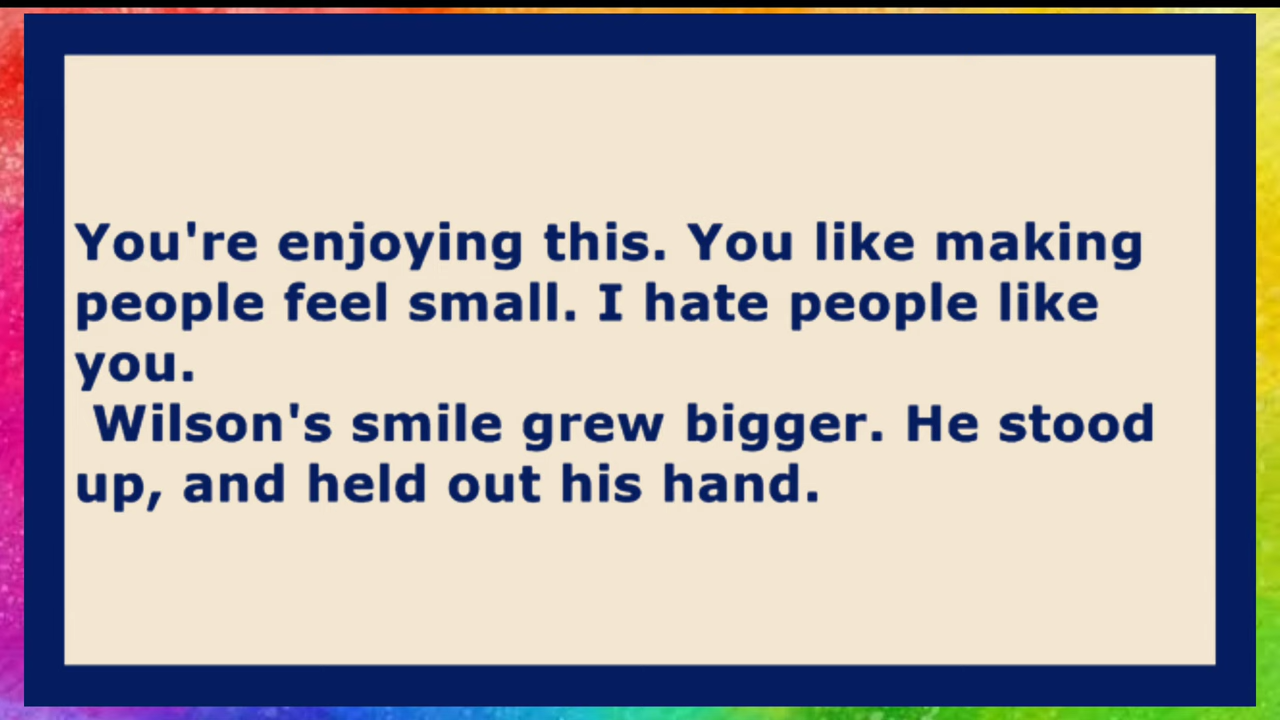 You're enjoying this. You like making
people feel small. I hate people like
you.
Wilson's smile grew bigger. He stood
up, and held out his hand.